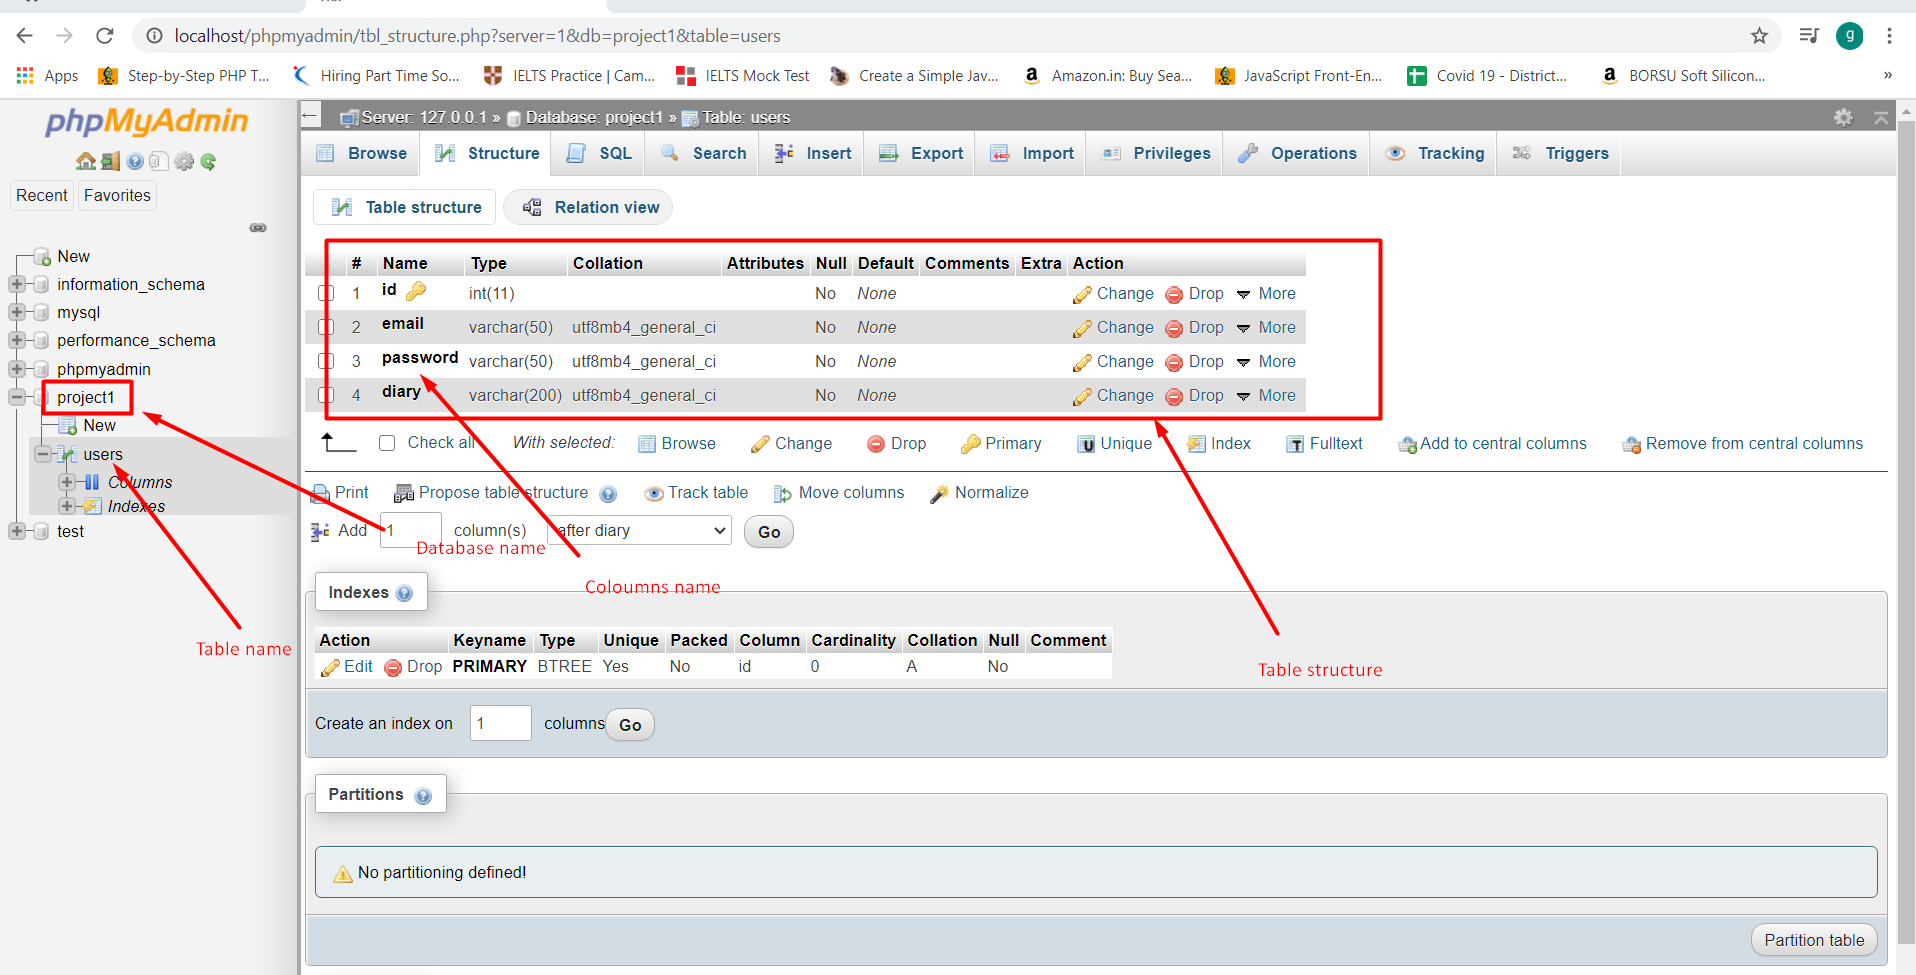 localhost/phpmyadmin/tbl_structure.php?server=1&db=project1&table=users
g
Apps Step-by-Step PHP T... Hiring Part Time So... IELTS Practice | Cam... IELTS Mock Test Create a Simple Jav... Amazon.in: Buy Sea... JavaScript Front-En... Covid 19 - District... BORSU Soft Silicon... »
phpMyAdmin
Recent Favorites
New
information_schema
mysql
performance_schema
phpmyadmin
project1
New
users
Columns
Indexes
test
Table name
Server: 127.0.0.1 » Database: project1 » Table: users
Browse Structure SQL Search Insert Export Import Privileges Operations Tracking Triggers
Table structure Relation view
# Name Type Collation Attributes Null Default Comments Extra Action
1 id int(11) No None Change Drop More
2 email varchar(50) utf8mb4_general_ci No None Change Drop More
3 password varchar(50) utf8mb4_general_ci No None Change Drop More
4 diary varchar(200) utf8mb4_general_ci No None Change Drop More
Check all With selected: Browse Change Drop Primary Unique Index Fulltext Add to central columns Remove from central columns
Print Propose table structure Track table Move columns Normalize
Add 1 column(s) after diary Go
Database name
Coloumns name
Table structure
Indexes
Action Keyname Type Unique Packed Column Cardinality Collation Null Comment
Edit Drop PRIMARY BTREE Yes No id 0 A No
Create an index on 1 columns Go
Partitions
No partitioning defined!
Partition table